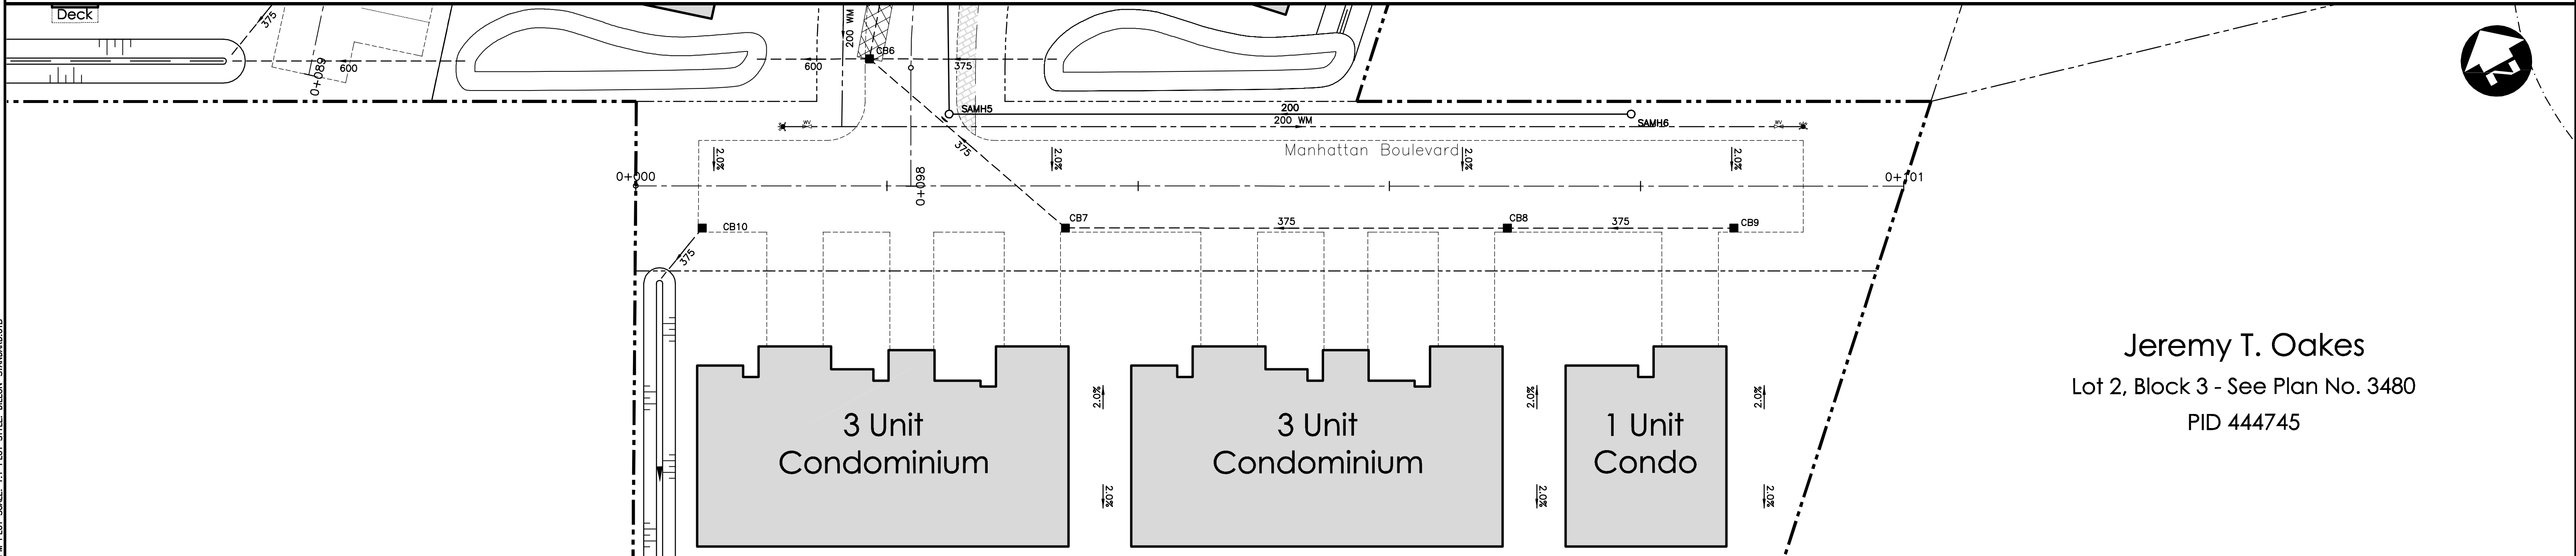 Deck
375
0+089
600
200 WM
CB6
600
375
SAMH5
200
200 WM
SAMH6
WV
WV
375
Manhattan Boulevard
2.0%
2.0%
2.0%
2.0%
0+000
0+098
0+101
CB10
CB7
375
CB8
375
CB9
375
3 Unit
Condominium
3 Unit
Condominium
1 Unit
Condo
2.0%
2.0%
2.0%
2.0%
2.0%
2.0%
Jeremy T. Oakes
Lot 2, Block 3 - See Plan No. 3480
PID 444745
N